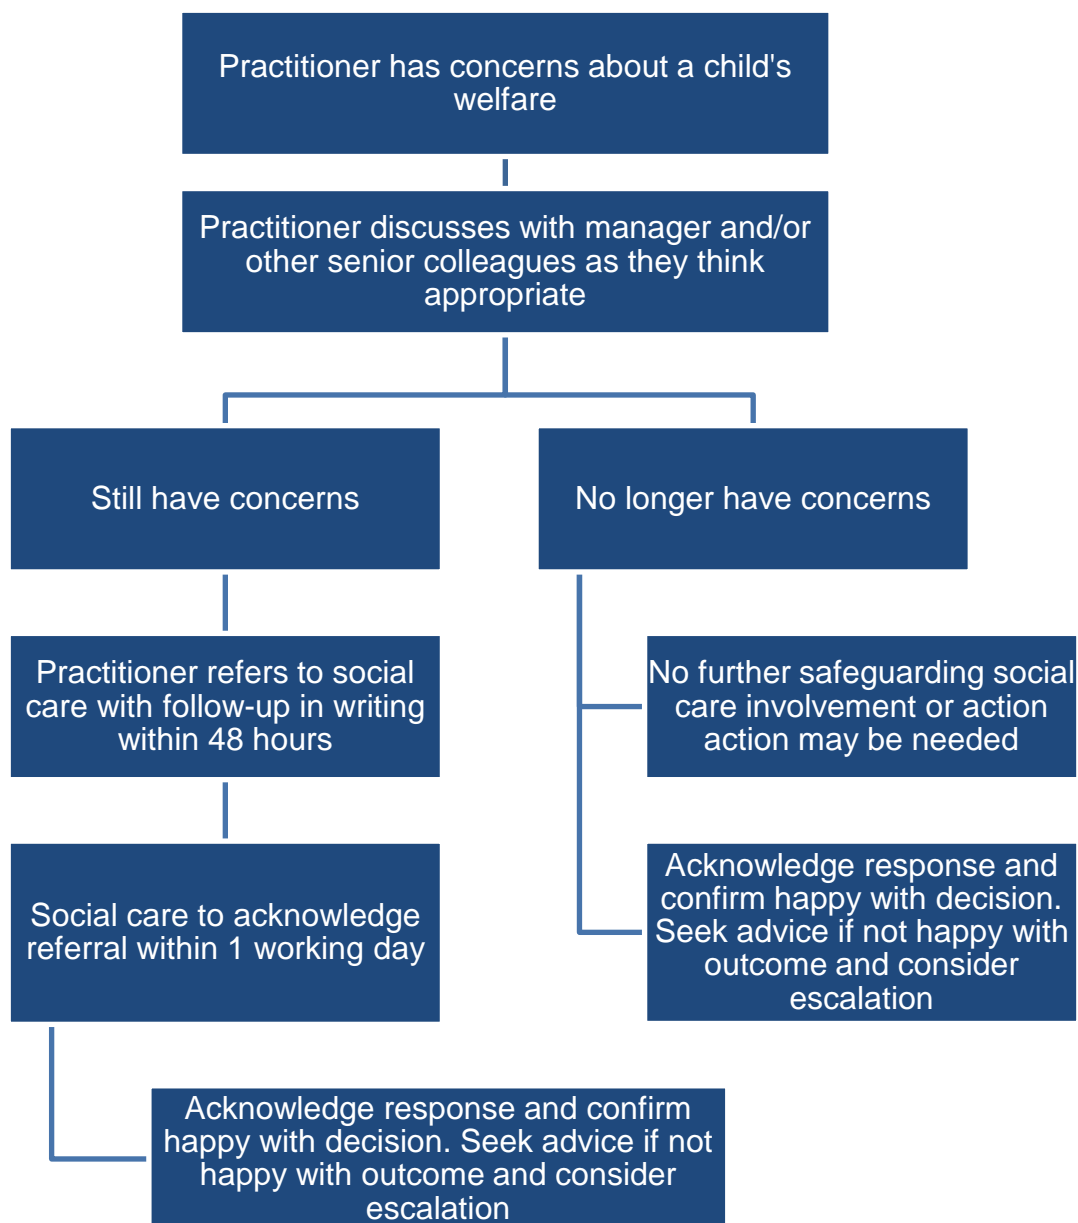 Practitioner has concerns about a child's
welfare
Practitioner discusses with manager and/or
other senior colleagues as they think
appropriate
Still have concerns
No longer have concerns
Practitioner refers to social
care with follow-up in writing
within 48 hours
No further safeguarding social
care involvement or action
action may be needed
Social care to acknowledge
referral within 1 working day
Acknowledge response and
confirm happy with decision.
Seek advice if not happy with
outcome and consider
escalation
Acknowledge response and confirm
happy with decision. Seek advice if not
happy with outcome and consider
escalation